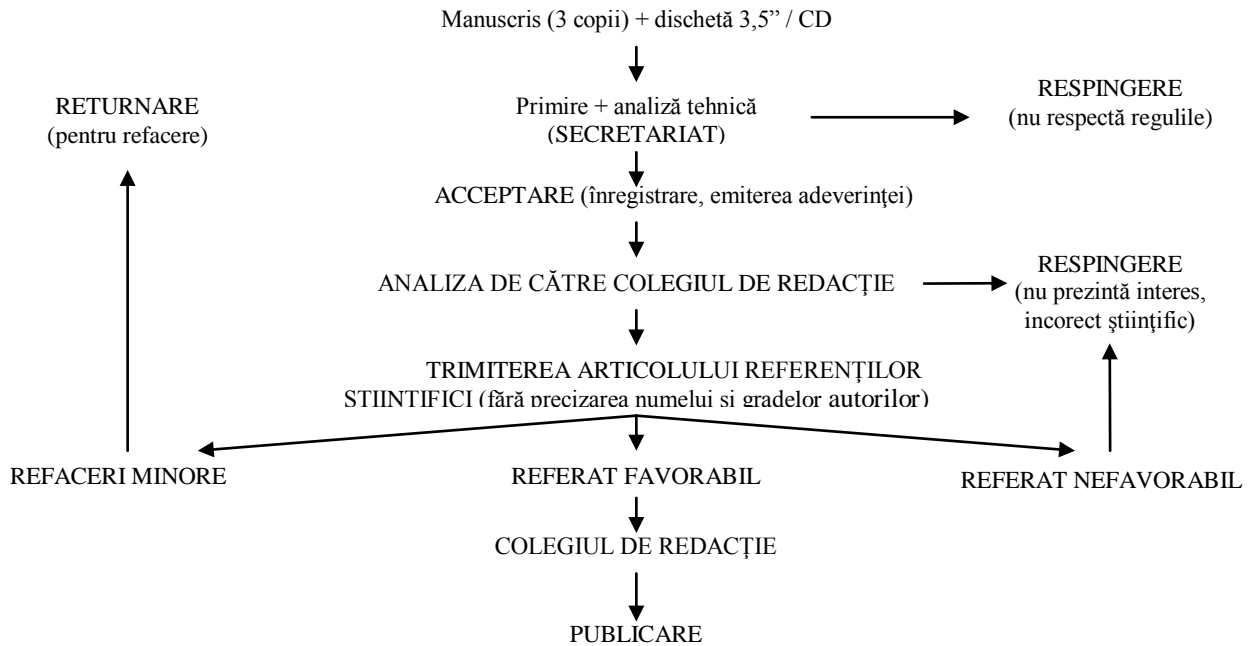 Manuscris (3 copii) + dischetă 3,5” / CD
RETURNARE
(pentru refacere)
Primire + analiză tehnică
(SECRETARIAT)
RESPINGERE
(nu respectă regulile)
ACCEPTARE (înregistrare, emiterea adeverinţei)
ANALIZA DE CĂTRE COLEGIUL DE REDACŢIE
RESPINGERE
(nu prezintă interes,
incorect ştiinţific)
TRIMITEREA ARTICOLULUI REFERENŢILOR
STIINTIFICI (fără precizarea numelui si gradelor autorilor)
REFACERI MINORE
REFERAT FAVORABIL
REFERAT NEFAVORABIL
COLEGIUL DE REDACŢIE
PUBLICARE